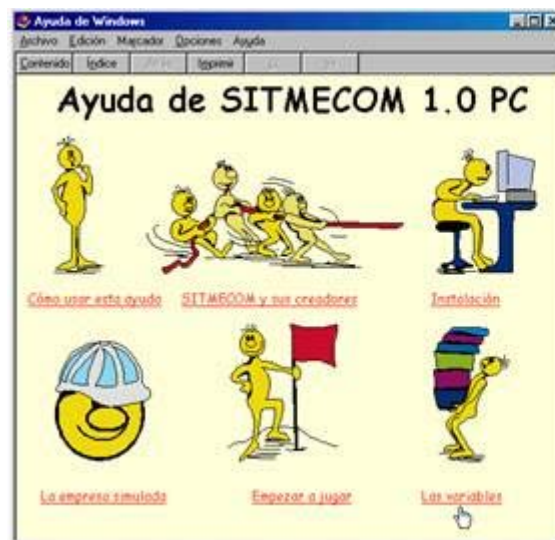 Ayuda de Windows
Archivo Edición Marcador Opciones Ayuda
Contenido Índice Imprimir
Ayuda de SITMECOM 1.0 PC
Cómo usar esta ayuda SITMECOM y sus creadores Instalación
La empresa simulada Empezar a jugar Las variables